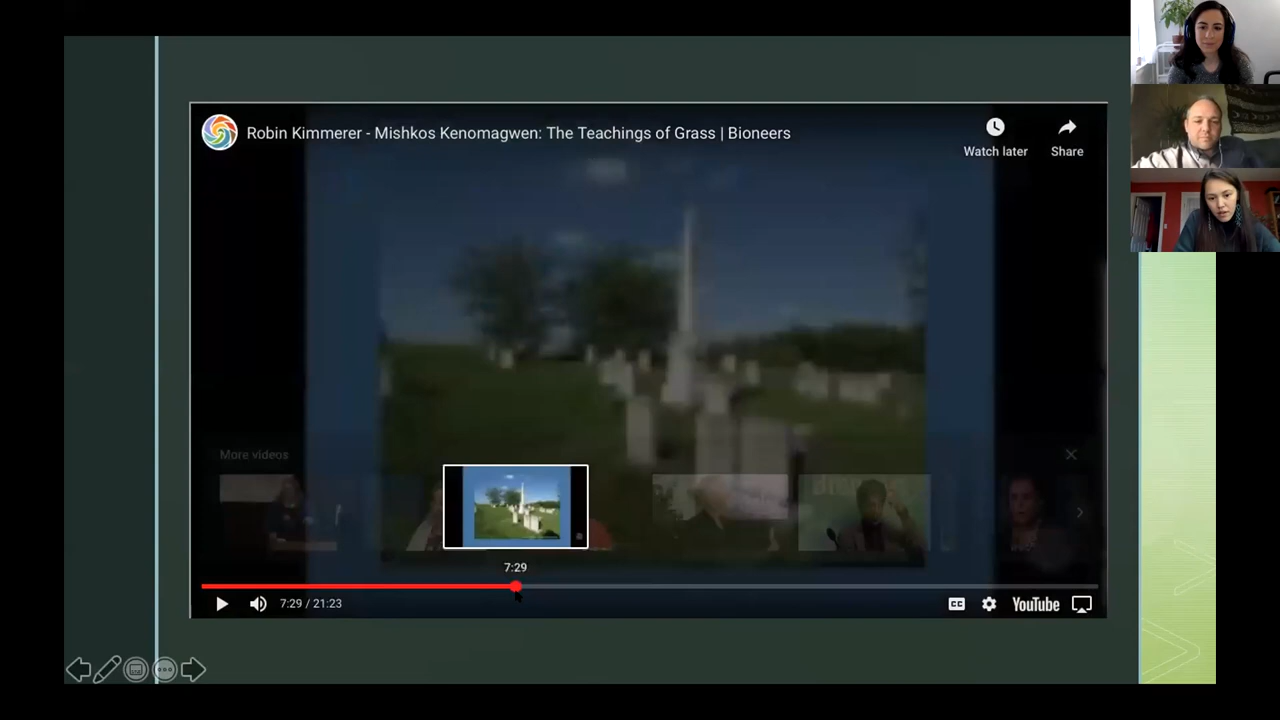 Robin Kimmerer - Mishkos Kenomagwen: The Teachings of Grass | Bioneers
Watch later
Share
More videos
7:29
7:29 / 21:23
CC
YouTube